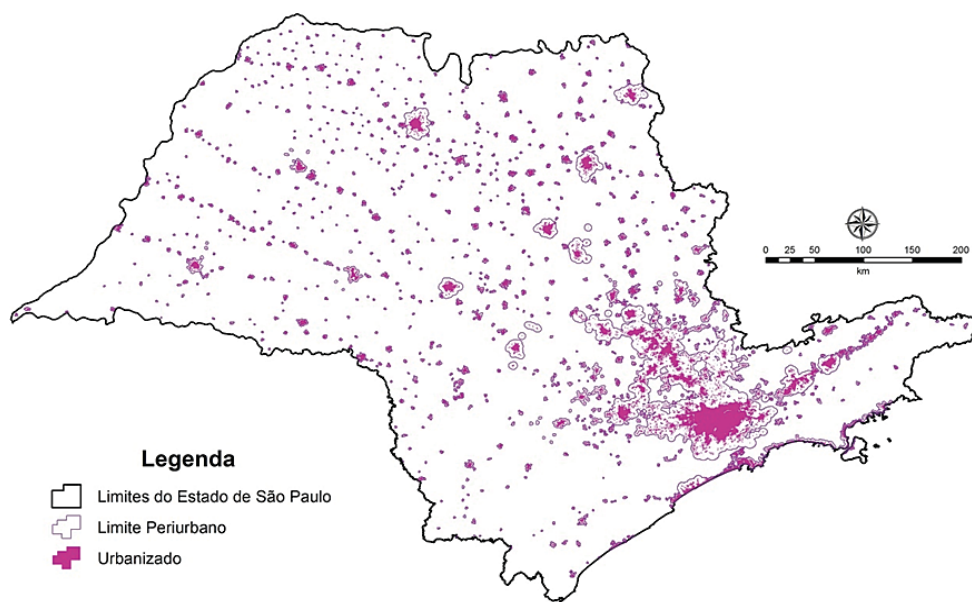 0 25 50 100 150 200
km
Legenda
Limites do Estado de São Paulo
Limite Periurbano
Urbanizado